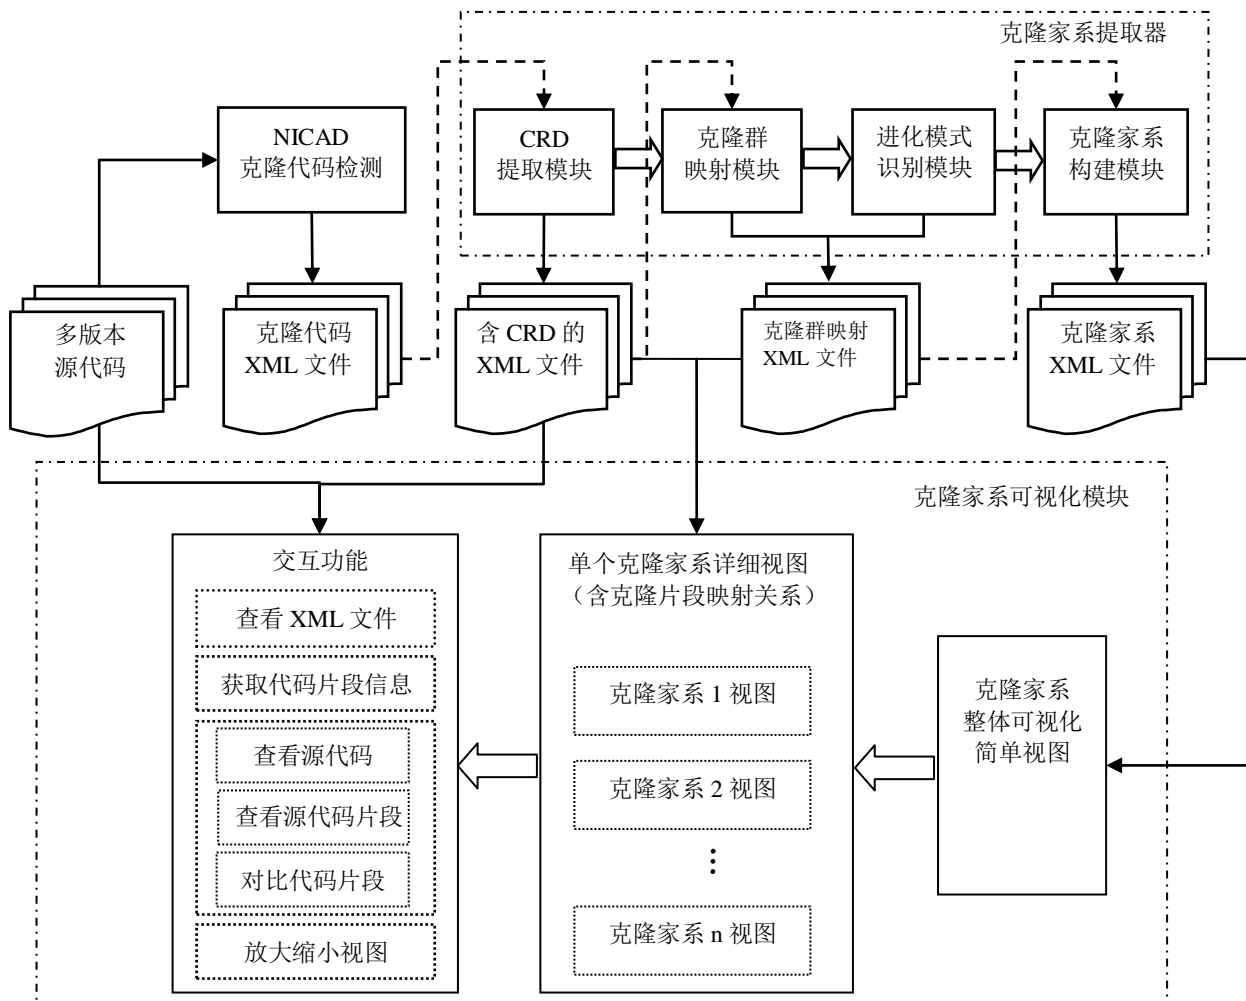 克隆家系提取器
NICAD
克隆代码检测
CRD
提取模块
克隆群
映射模块
进化模式
识别模块
克隆家系
构建模块
多版本
源代码
克隆代码
XML 文件
含 CRD 的
XML 文件
克隆群映射
XML 文件
克隆家系
XML 文件
克隆家系可视化模块
交互功能
查看 XML 文件
获取代码片段信息
查看源代码
查看源代码片段
对比代码片段
放大缩小视图
单个克隆家系详细视图
（含克隆片段映射关系）
克隆家系 1 视图
克隆家系 2 视图
⋮
克隆家系 n 视图
克隆家系
整体可视化
简单视图